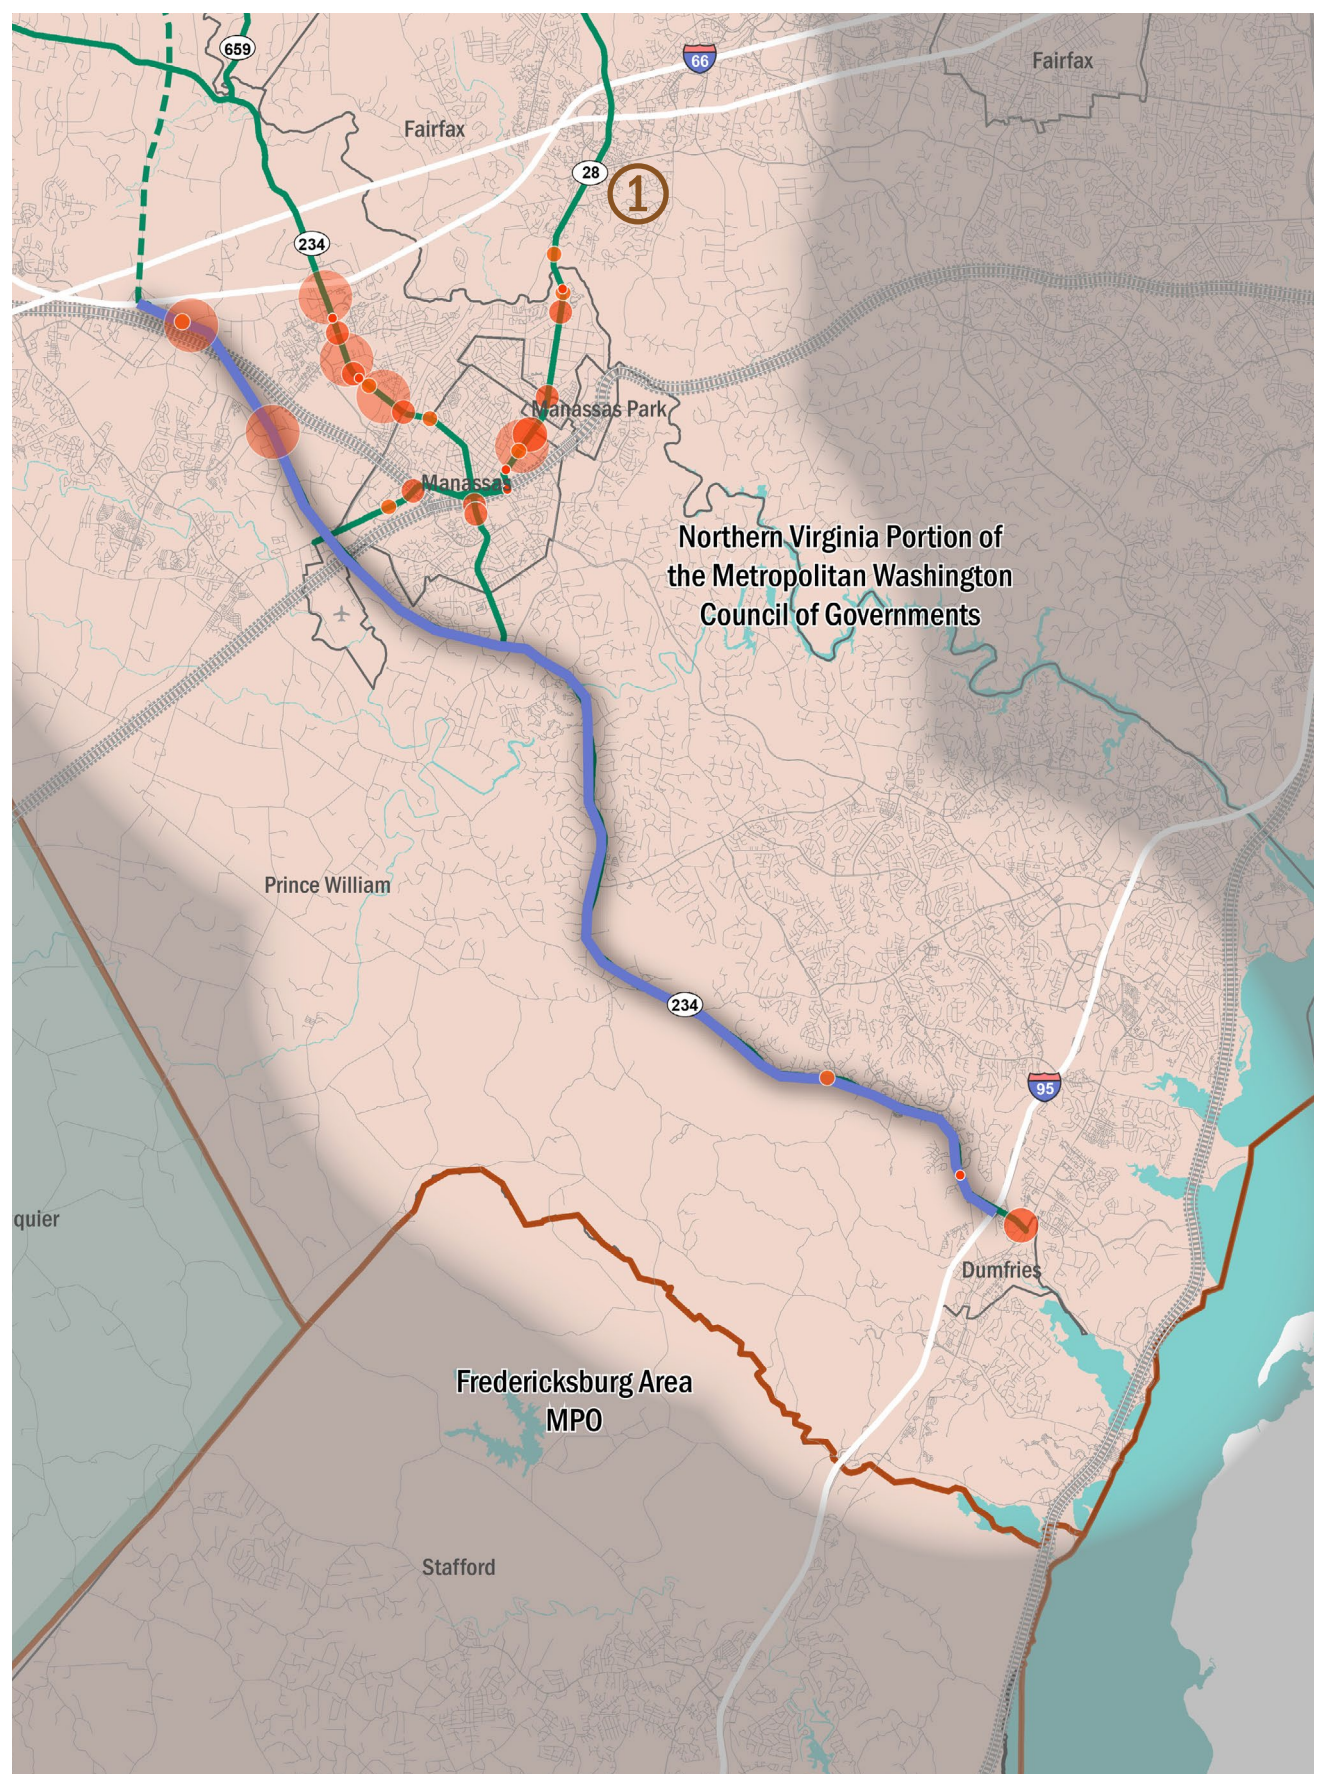 659
66
Fairfax
Fairfax
28
1
234
Manassas Park
Manassas
Northern Virginia Portion of
the Metropolitan Washington
Council of Governments
Prince William
234
95
quier
Dumfries
Fredericksburg Area
MPO
Stafford